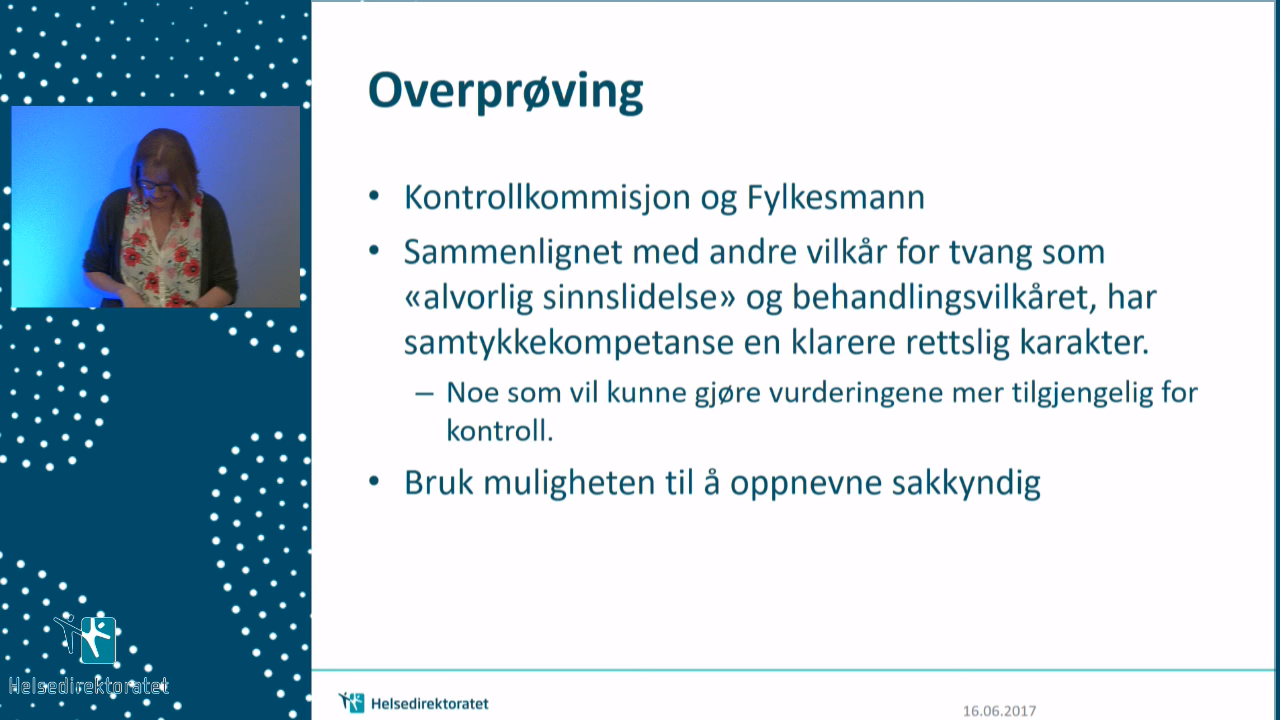 Overprøving
• Kontrollkommisjon og Fylkesmann
• Sammenlignet med andre vilkår for tvang som
«alvorlig sinnslidelse» og behandlingsvilkåret, har
samtykkekompetanse en klarere rettslig karakter.
– Noe som vil kunne gjøre vurderingene mer tilgjengelig for
kontroll.
• Bruk muligheten til å oppnevne sakkyndig
Helsedirektoratet
Helsedirektoratet
16.06.2017